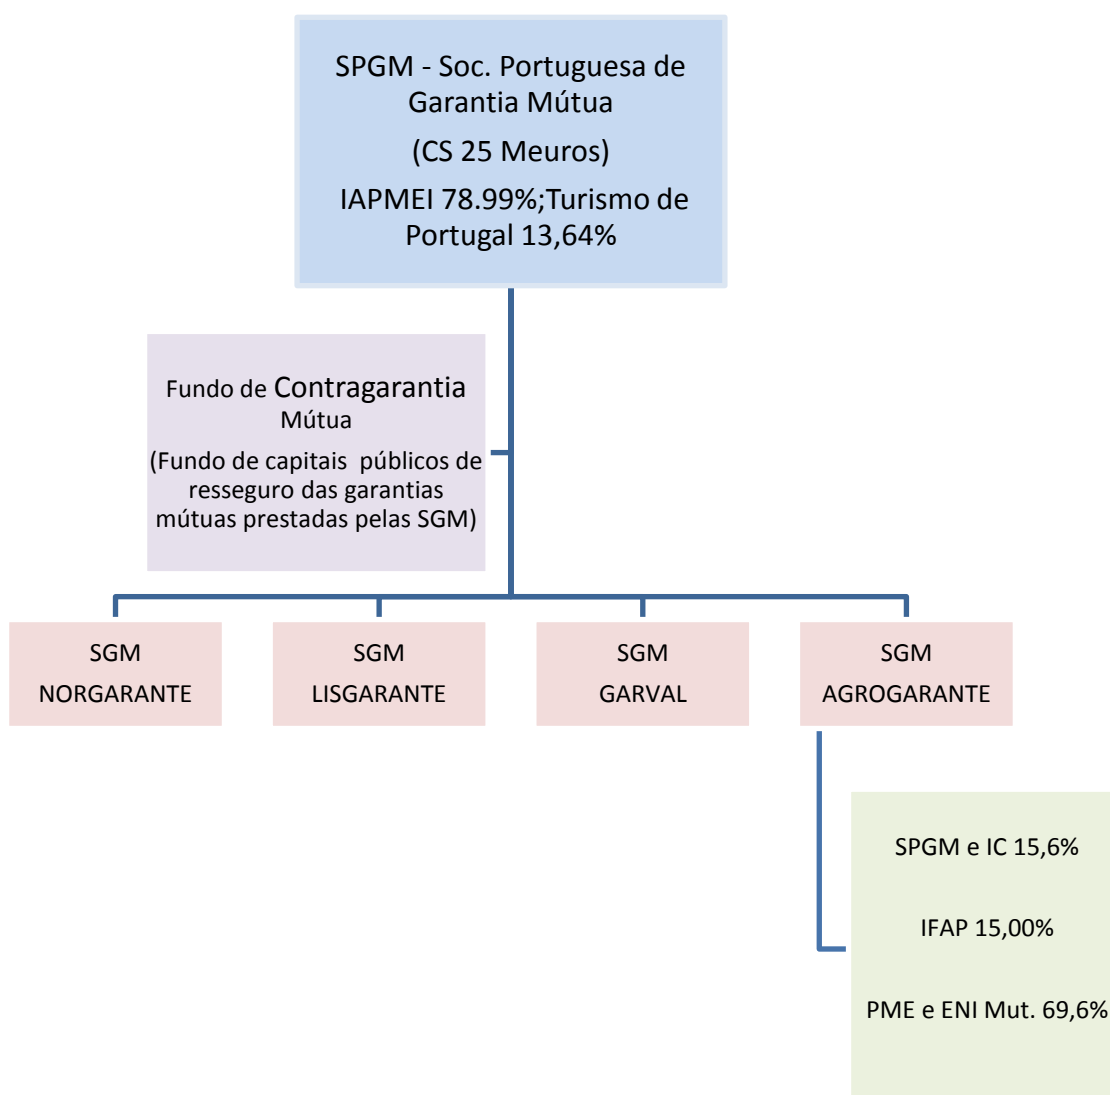 SPGM - Soc. Portuguesa de
Garantia Mútua
(CS 25 Meuros)
IAPMEI 78.99%;Turismo de
Portugal 13,64%
Fundo de Contragarantia
Mútua
(Fundo de capitais públicos de
resseguro das garantias
mútuas prestadas pelas SGM)
SGM
NORGARANTE
SGM
LISGARANTE
SGM
GARVAL
SGM
AGROGARANTE
SPGM e IC 15,6%
IFAP 15,00%
PME e ENI Mut. 69,6%